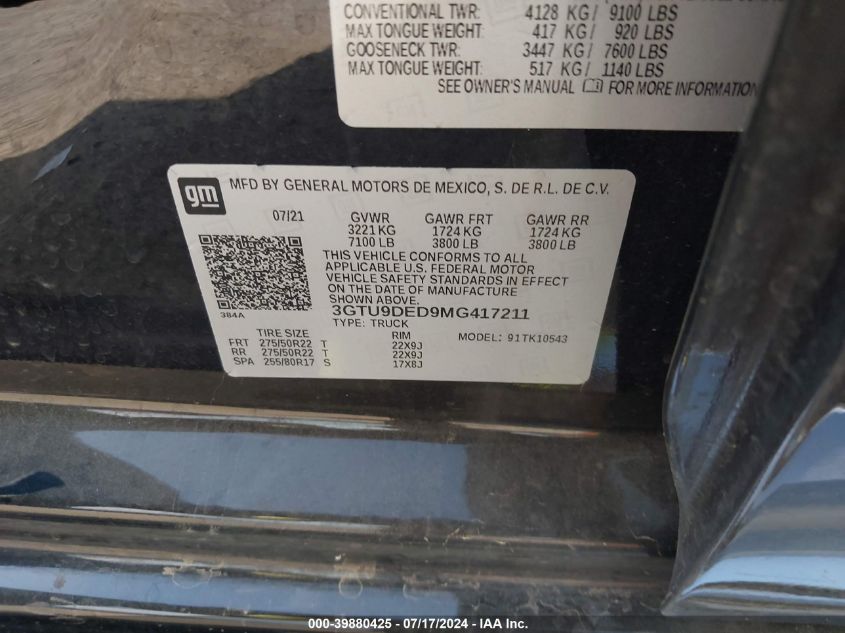 CONVENTIONAL TWR: 4128 KG/ 9100 LBS
MAX TONGUE WEIGHT: 417 KG/ 920 LBS
GOOSENECK TWR: 3447 KG/ 7600 LBS
MAX TONGUE WEIGHT: 517 KG/ 1140 LBS
SEE OWNER'S MANUAL FOR MORE INFORMATION
gm MFD BY GENERAL MOTORS DE MEXICO, S. DE R.L. DE C.V.
07/21 GVWR GAWR FRT GAWR RR
3221 KG 1724 KG 1724 KG
7100 LB 3800 LB 3800 LB
THIS VEHICLE CONFORMS TO ALL
APPLICABLE U.S. FEDERAL MOTOR
VEHICLE SAFETY STANDARDS IN EFFECT
ON THE DATE OF MANUFACTURE
SHOWN ABOVE.
384A 3GTU9DED9MG417211
TYPE: TRUCK MODEL: 91TK10543
TIRE SIZE RIM
FRT 275/50R22 T 22X9J
RR 275/50R22 T 22X9J
SPA 255/80R17 S 17X8J
000-39880425 - 07/17/2024 - WWW.IAAI.COM